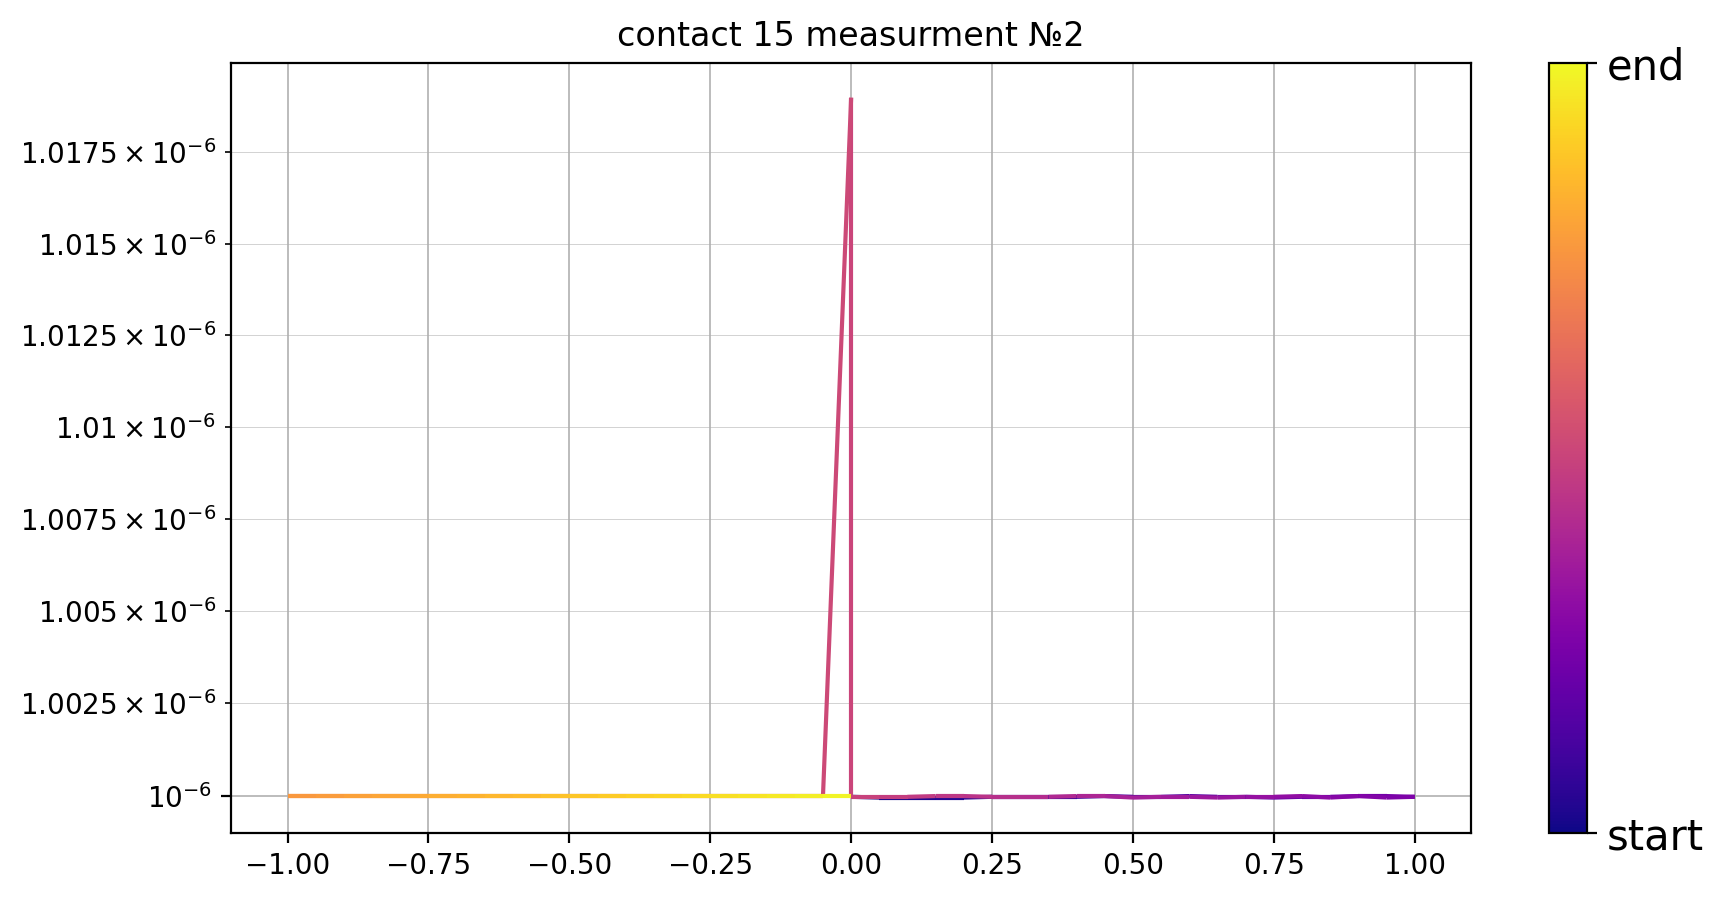 contact 15 measurment №2
end
1.0175 × 10⁻⁶
1.015 × 10⁻⁶
1.0125 × 10⁻⁶
1.01 × 10⁻⁶
1.0075 × 10⁻⁶
1.005 × 10⁻⁶
1.0025 × 10⁻⁶
10⁻⁶
start
−1.00 −0.75 −0.50 −0.25 0.00 0.25 0.50 0.75 1.00